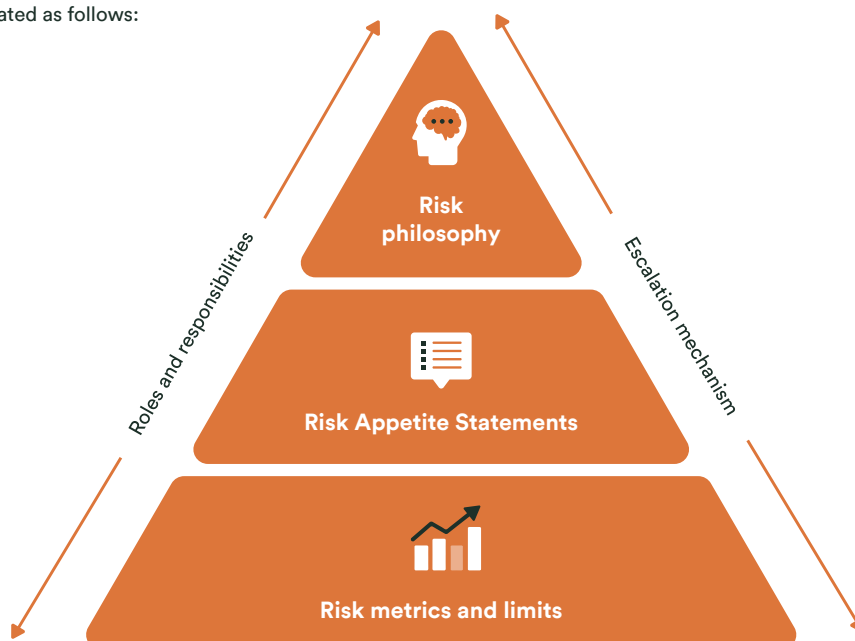 ated as follows:
Risk
philosophy
Roles and responsibilities
Escalation mechanism
Risk Appetite Statements
Risk metrics and limits